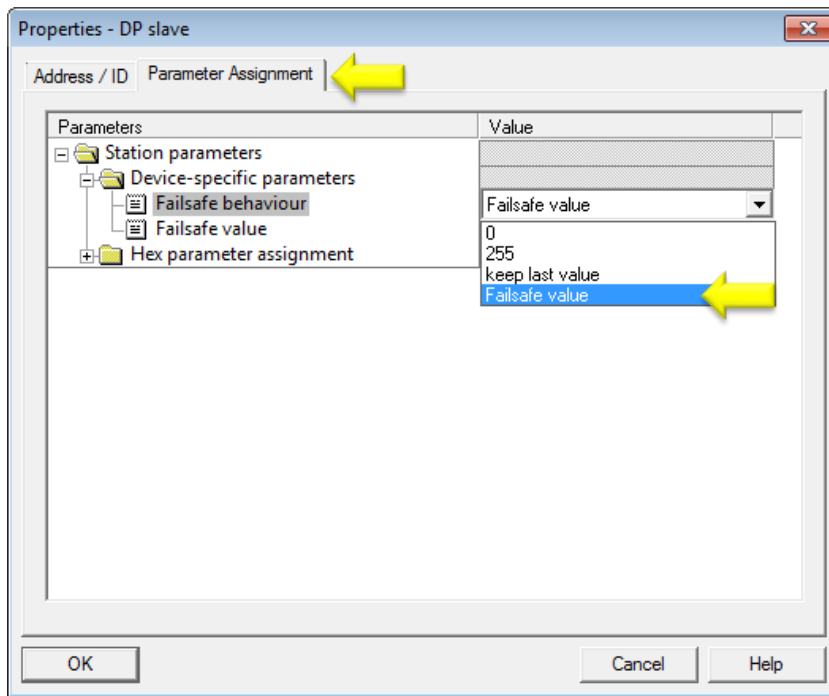 Properties - DP slave
Address / ID Parameter Assignment
Parameters Value
Station parameters
Device-specific parameters
Failsafe behaviour Failsafe value
Failsafe value 0
Hex parameter assignment 255
keep last value
Failsafe value
OK Cancel Help